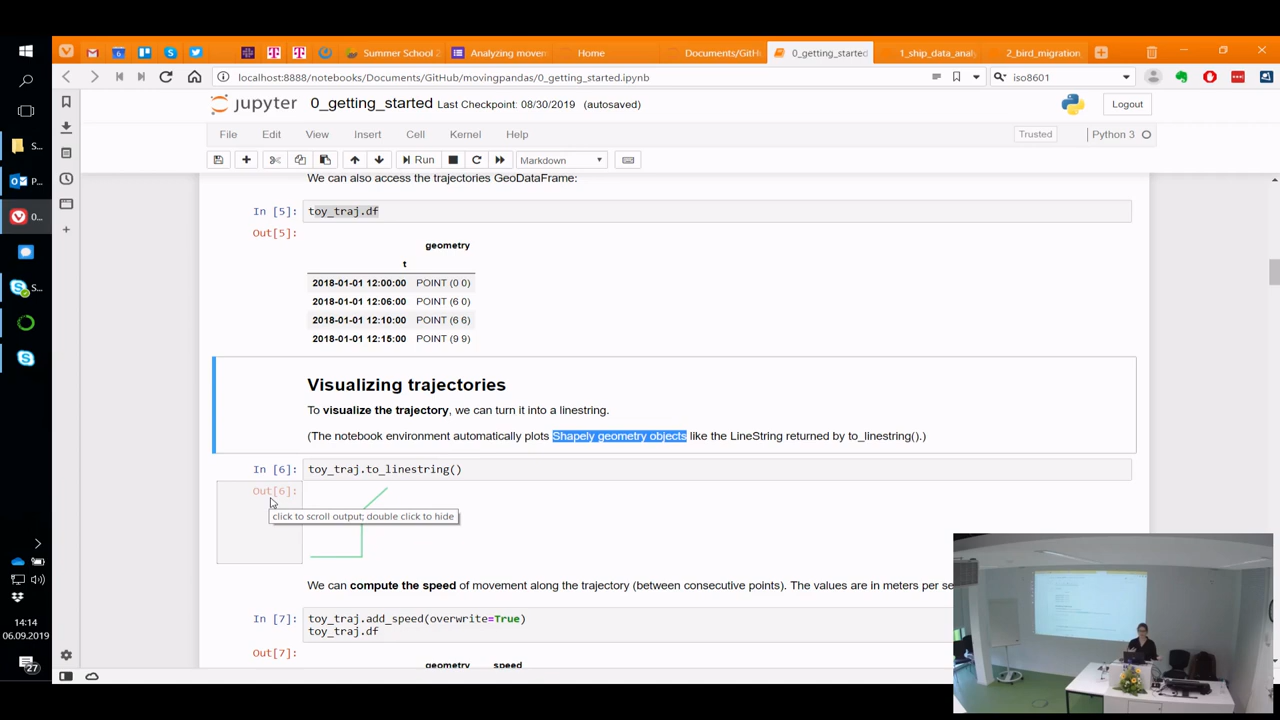 Summer School 2
Analyzing movem
Home
Documents/GitHu
0_getting_started
1_ship_data_anal
2_bird_migration
localhost:8888/notebooks/Documents/GitHub/movingpandas/0_getting_started.ipynb
iso8601
jupyter 0_getting_started Last Checkpoint: 08/30/2019 (autosaved)
Logout
File Edit View Insert Cell Kernel Help
Trusted
Python 3
Run
Markdown
We can also access the trajectories GeoDataFrame:
In [5]: toy_traj.df
Out[5]:
geometry
t
2018-01-01 12:00:00 POINT (0 0)
2018-01-01 12:06:00 POINT (6 0)
2018-01-01 12:10:00 POINT (6 6)
2018-01-01 12:15:00 POINT (9 9)
Visualizing trajectories
To visualize the trajectory, we can turn it into a linestring.
(The notebook environment automatically plots Shapely geometry objects like the LineString returned by to_linestring().)
In [6]: toy_traj.to_linestring()
Out[6]:
click to scroll output; double click to hide
We can compute the speed of movement along the trajectory (between consecutive points). The values are in meters per se
In [7]: toy_traj.add_speed(overwrite=True)
toy_traj.df
Out[7]:
geometry speed
S...
P...
0...
S...
14:14
06.09.2019
27